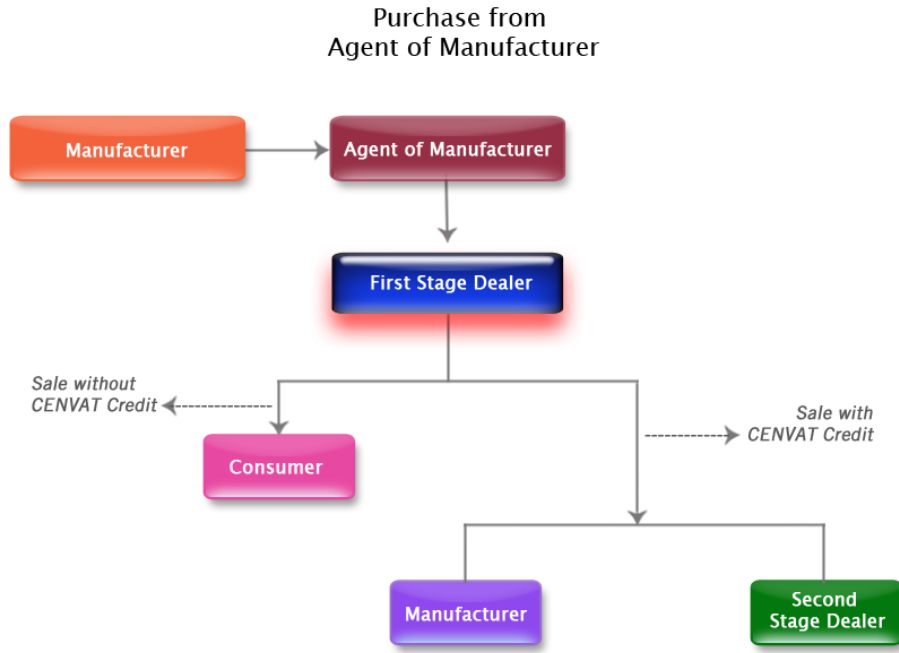 Purchase from
Agent of Manufacturer
Manufacturer
Agent of Manufacturer
First Stage Dealer
Sale without
CENVAT Credit
Sale with
CENVAT Credit
Consumer
Manufacturer
Second
Stage Dealer